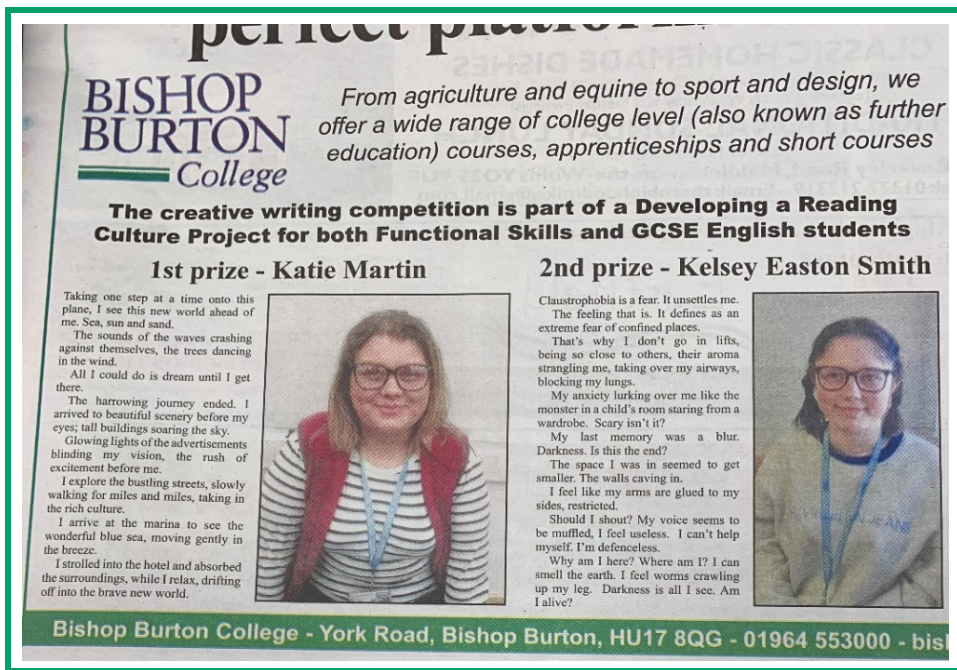 perfect platform
BISHOP
BURTON
College
From agriculture and equine to sport and design, we
offer a wide range of college level (also known as further
education) courses, apprenticeships and short courses
The creative writing competition is part of a Developing a Reading
Culture Project for both Functional Skills and GCSE English students
1st prize - Katie Martin
Taking one step at a time onto this
plane, I see this new world ahead of
me. Sea, sun and sand.
The sounds of the waves crashing
against themselves, the trees dancing
in the wind.
All I could do is dream until I get
there.
The harrowing journey ended. I
arrived to beautiful scenery before my
eyes; tall buildings soaring the sky.
Glowing lights of the advertisements
blinding my vision, the rush of
excitement before me.
I explore the bustling streets, slowly
walking for miles and miles, taking in
the rich culture.
I arrive at the marina to see the
wonderful blue sea, moving gently in
the breeze.
I strolled into the hotel and absorbed
the surroundings, while I relax, drifting
off into the brave new world.
2nd prize - Kelsey Easton Smith
Claustrophobia is a fear. It unsettles me.
The feeling that is. It defines as an
extreme fear of confined places.
That's why I don't go in lifts,
being so close to others, their aroma
strangling me, taking over my airways,
blocking my lungs.
My anxiety lurking over me like the
monster in a child's room staring from a
wardrobe. Scary isn't it?
My last memory was a blur.
Darkness. Is this the end?
The space I was in seemed to get
smaller. The walls caving in.
I feel like my arms are glued to my
sides, restricted.
Should I shout? My voice seems to
be muffled, I feel useless. I can't help
myself. I'm defenceless.
Why am I here? Where am I? I can
smell the earth. I feel worms crawling
up my leg. Darkness is all I see. Am
I alive?
Bishop Burton College - York Road, Bishop Burton, HU17 8QG - 01964 553000 - bis